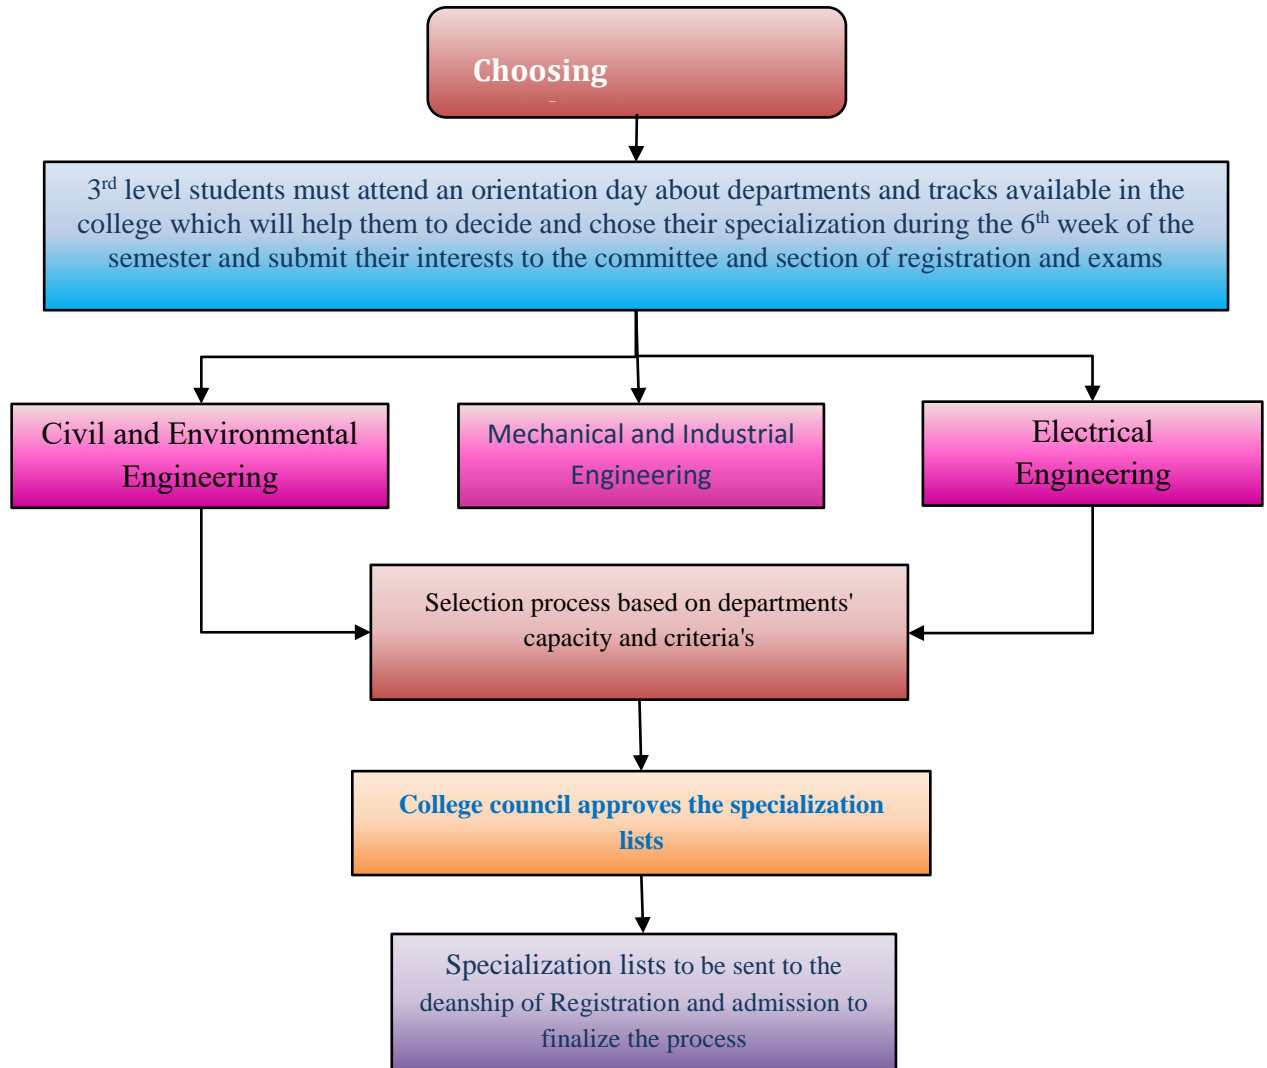 Choosing
3rd level students must attend an orientation day about departments and tracks available in the
college which will help them to decide and chose their specialization during the 6th week of the
semester and submit their interests to the committee and section of registration and exams
Civil and Environmental
Engineering
Mechanical and Industrial
Engineering
Electrical
Engineering
Selection process based on departments'
capacity and criteria's
College council approves the specialization
lists
Specialization lists to be sent to the
deanship of Registration and admission to
finalize the process